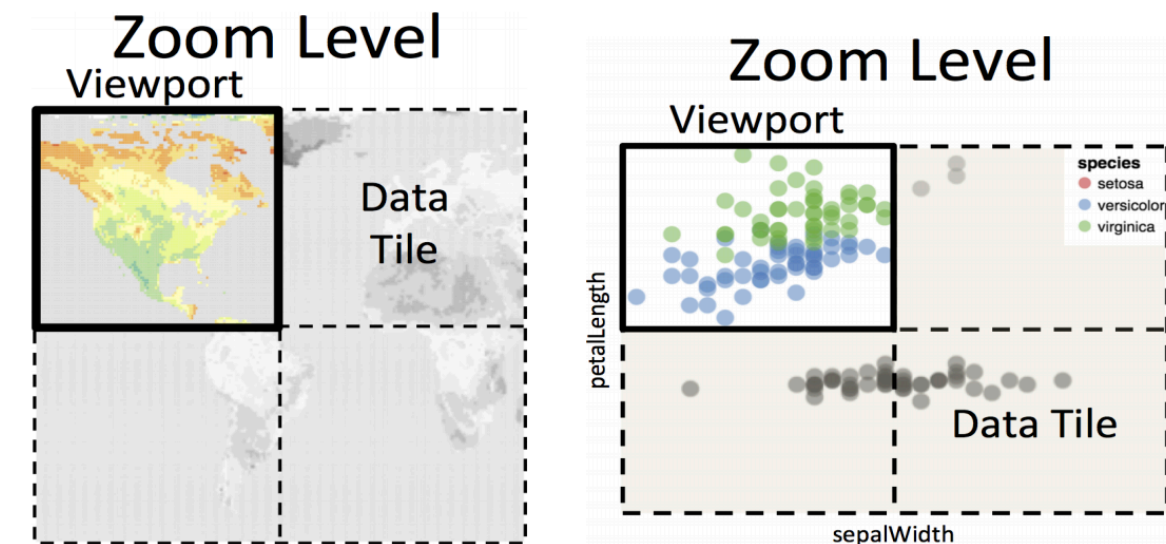 Zoom Level
Viewport
Data
Tile
Zoom Level
Viewport
species
setosa
versicolor
virginica
petalLength
Data Tile
sepalWidth